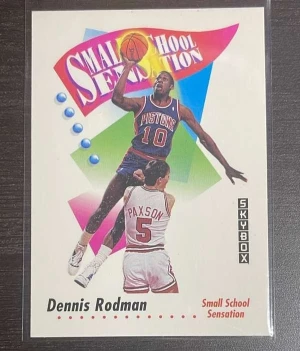 SMALL SCHOOL
SENSATION
PISTONS
10
PAXSON
5
SKYBOX
Dennis Rodman
Small School
Sensation